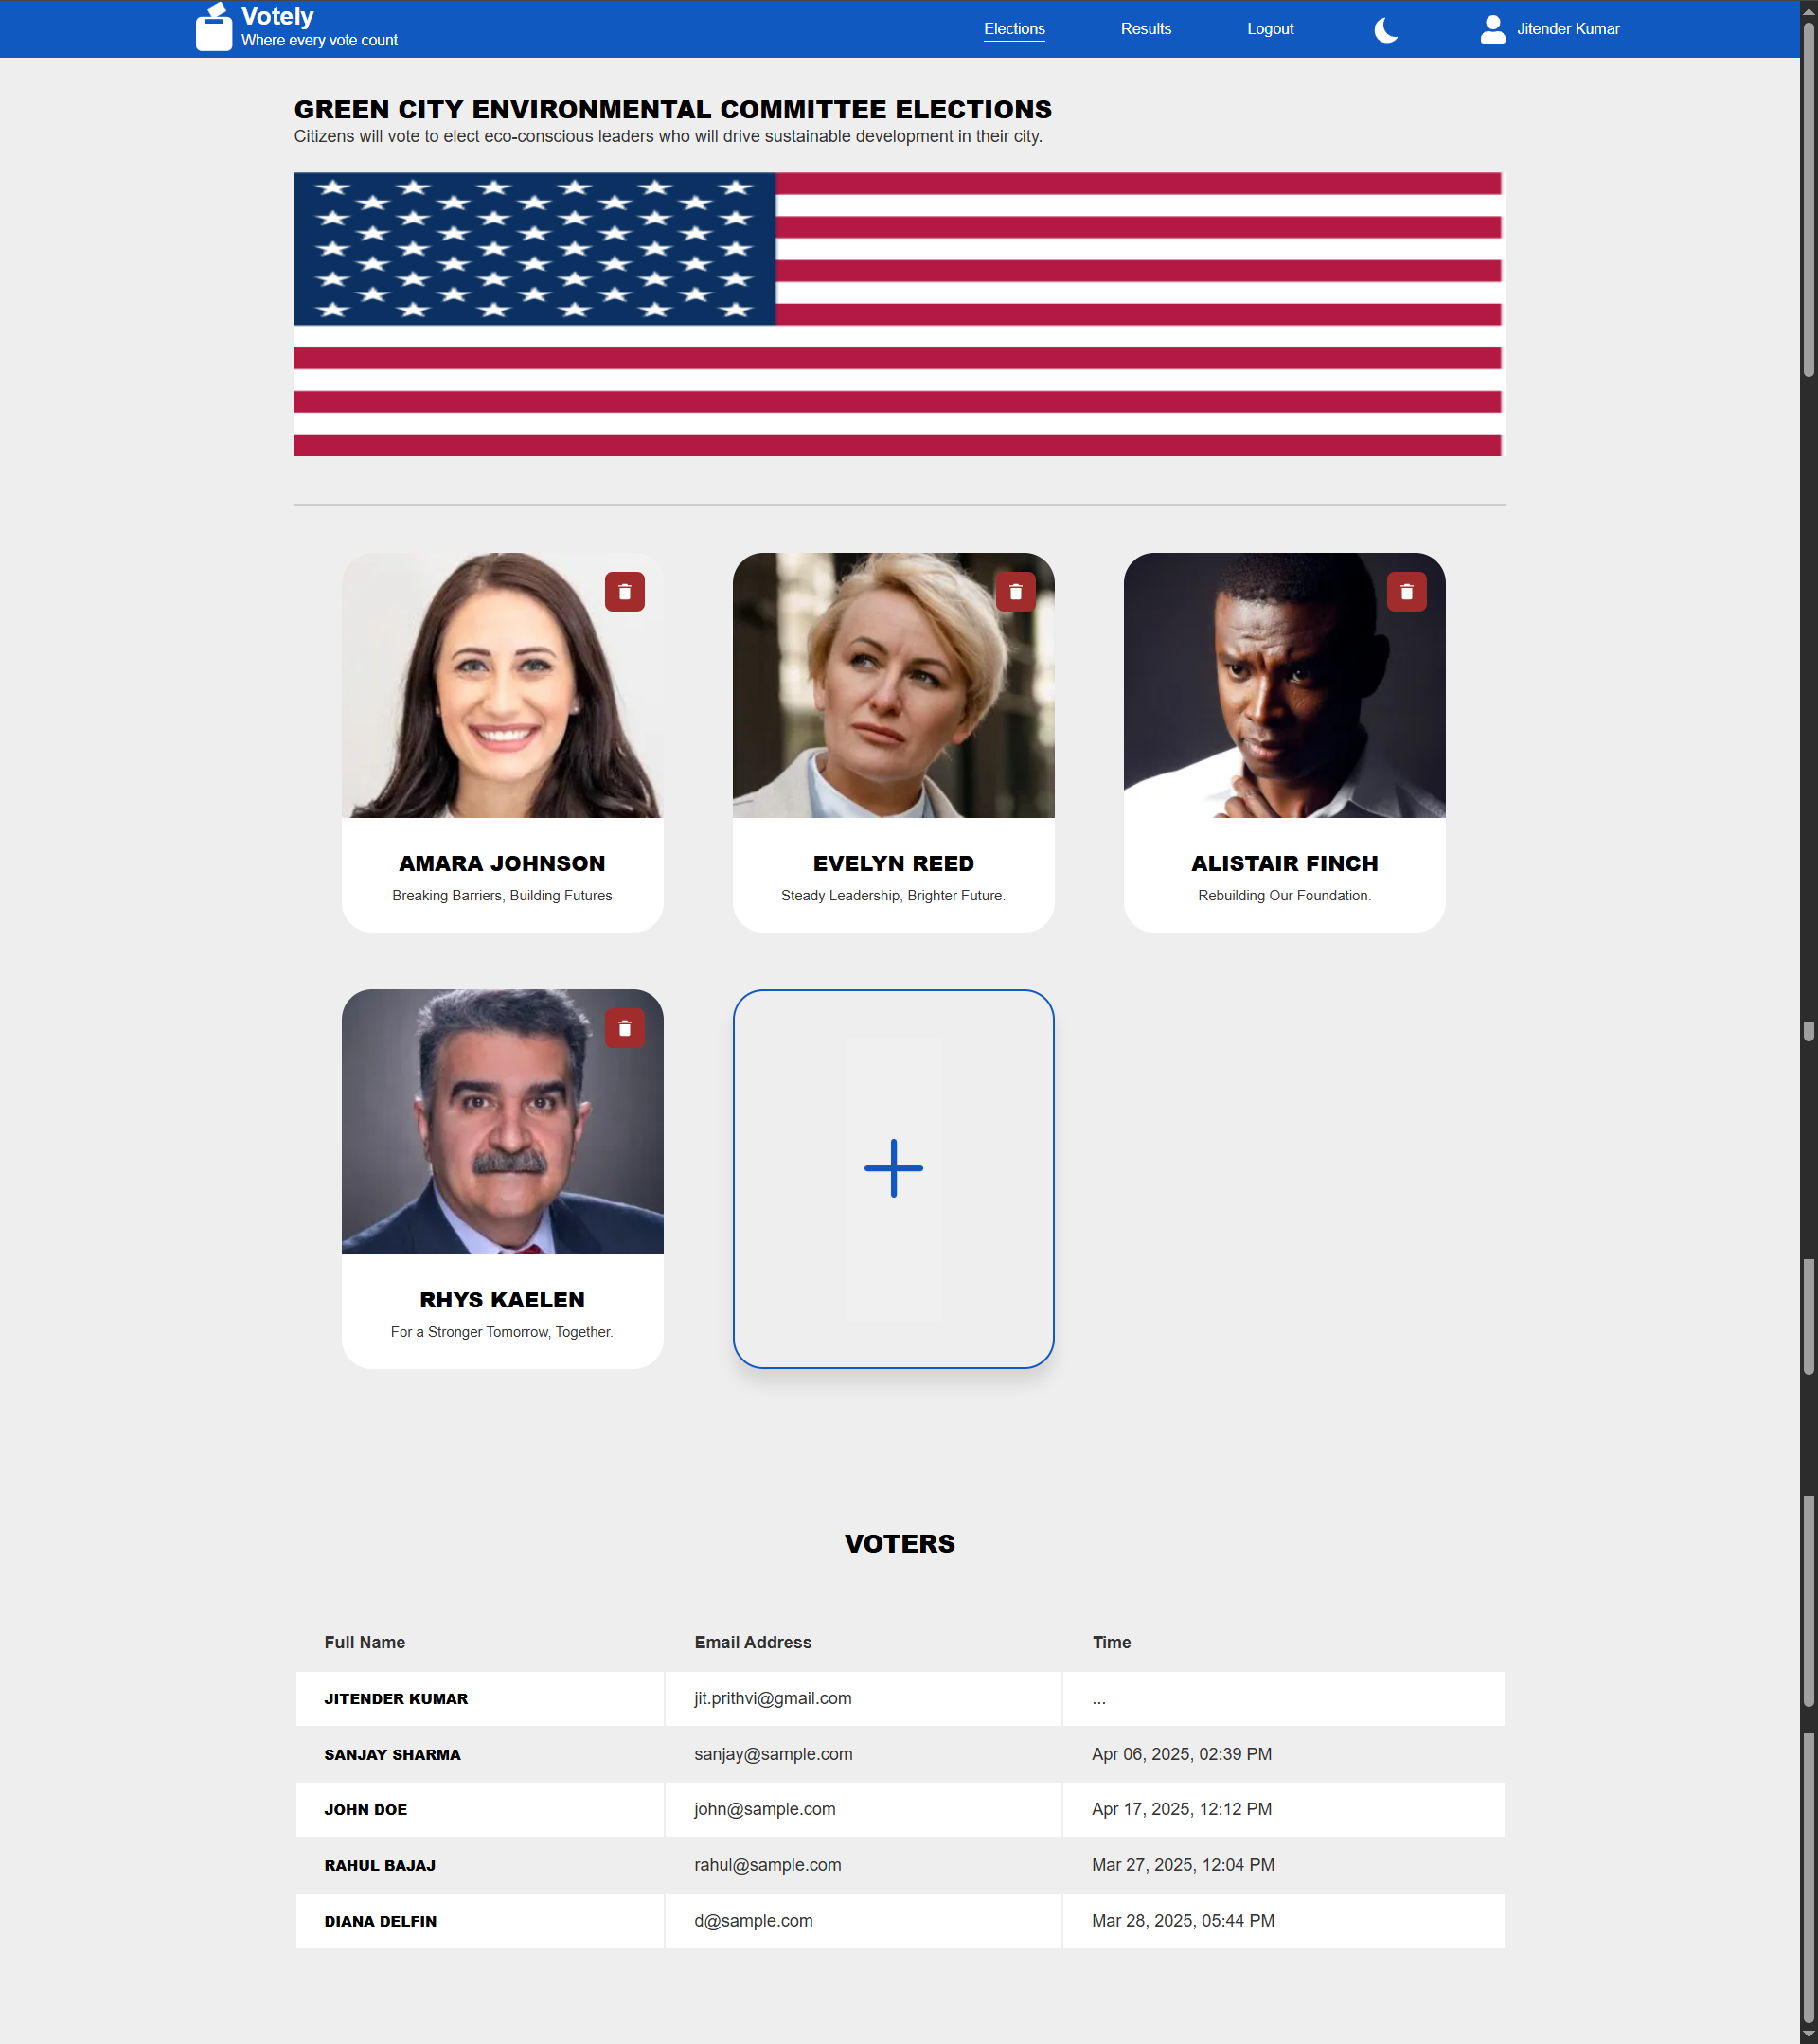 Votely
Where every vote count
Elections
Results
Logout
Jitender Kumar
GREEN CITY ENVIRONMENTAL COMMITTEE ELECTIONS
Citizens will vote to elect eco-conscious leaders who will drive sustainable development in their city.
AMARA JOHNSON
Breaking Barriers, Building Futures
EVELYN REED
Steady Leadership, Brighter Future.
ALISTAIR FINCH
Rebuilding Our Foundation.
RHYS KAELEN
For a Stronger Tomorrow, Together.
VOTERS
Full Name Email Address Time
JITENDER KUMAR jit.prithvi@gmail.com ...
SANJAY SHARMA sanjay@sample.com Apr 06, 2025, 02:39 PM
JOHN DOE john@sample.com Apr 17, 2025, 12:12 PM
RAHUL BAJAJ rahul@sample.com Mar 27, 2025, 12:04 PM
DIANA DELFIN d@sample.com Mar 28, 2025, 05:44 PM